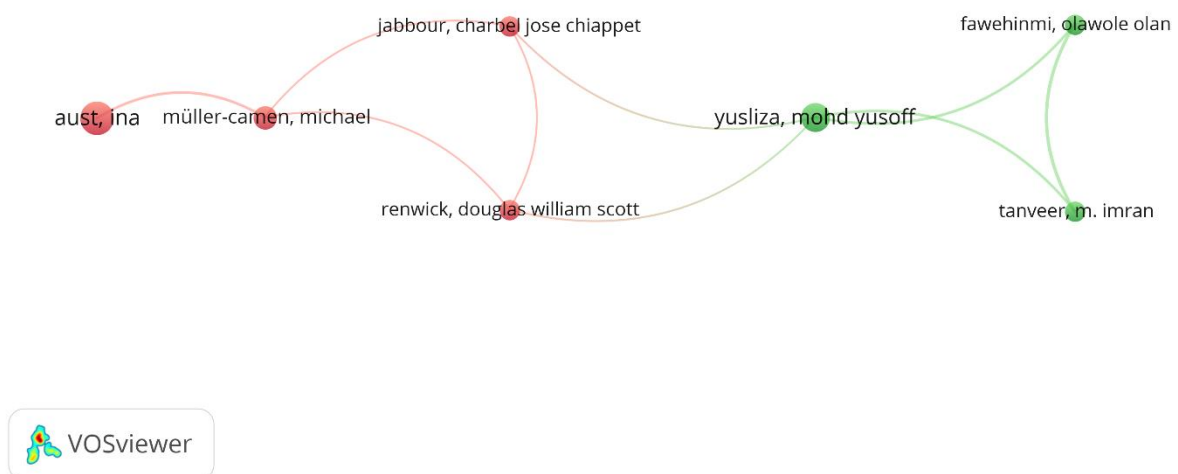 jabbour, charbel jose chiappet
fawehinmi, olawole olan
aust, ina
müller-camen, michael
yusliza, mohd yusoff
renwick, douglas william scott
tanveer, m. imran
VOSviewer